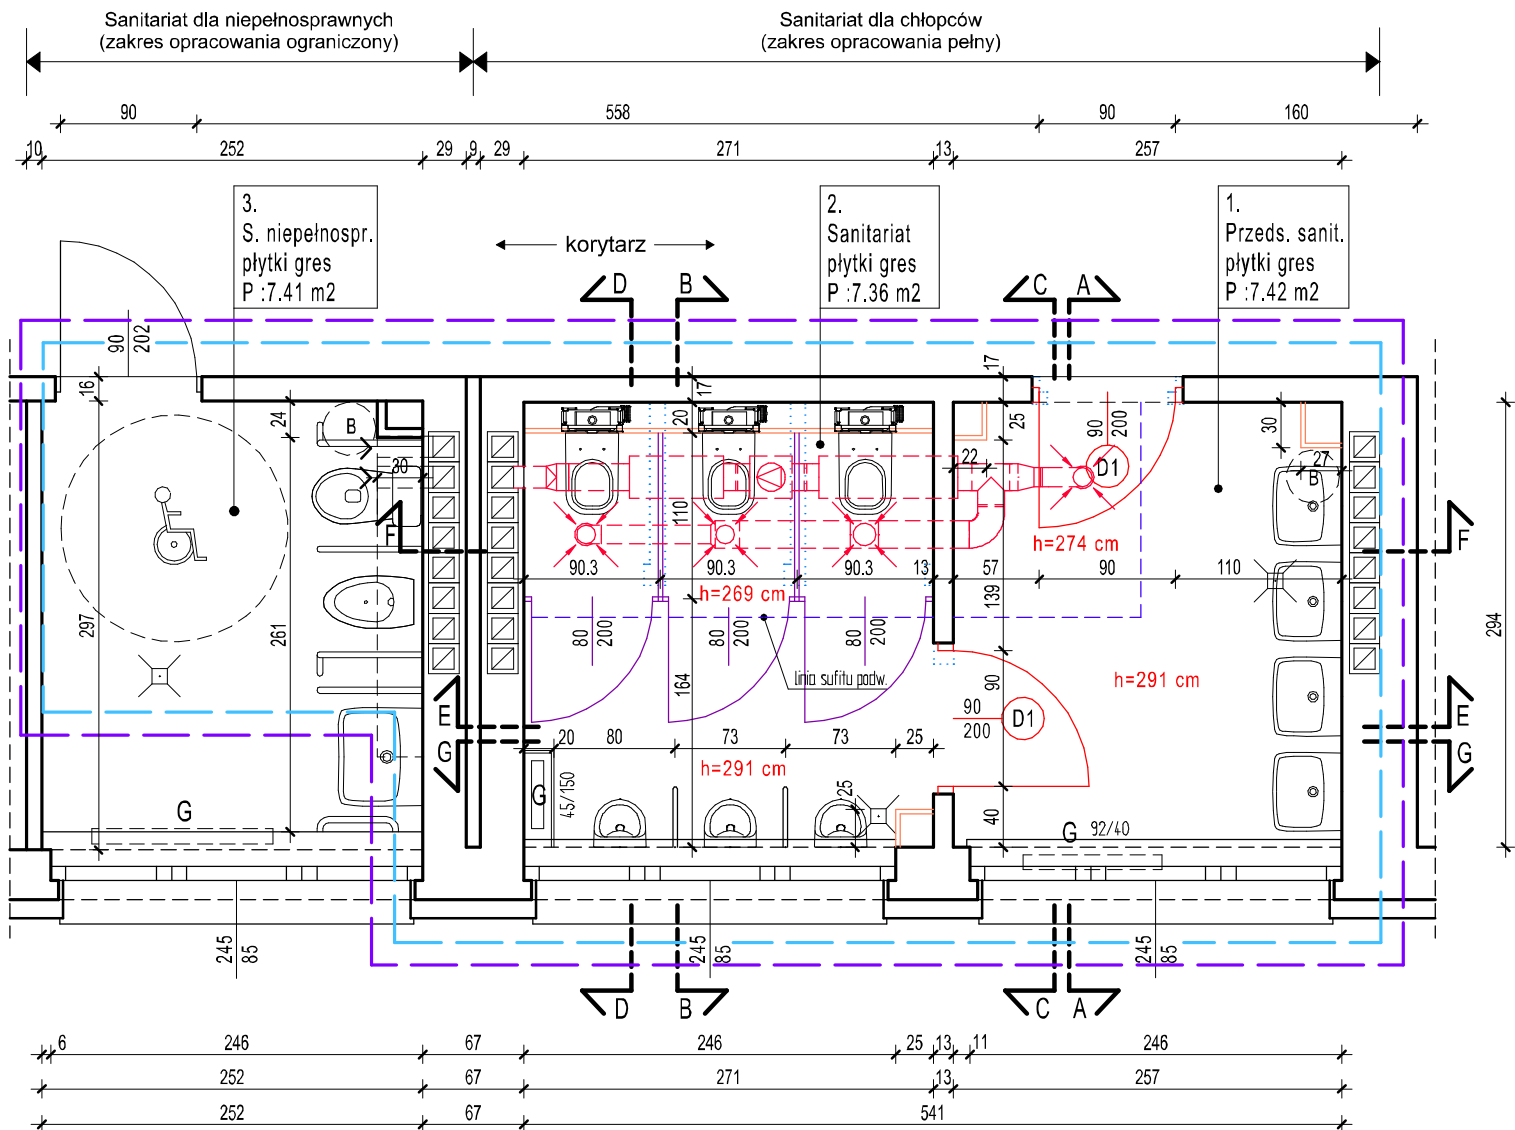 Sanitariat dla niepełnosprawnych
(zakres opracowania ograniczony)
Sanitariat dla chłopców
(zakres opracowania pełny)
90 558 90 160
10 252 29 9 29 271 13 257
3.
S. niepełnospr.
płytki gres
P :7.41 m2
korytarz
2.
Sanitariat
płytki gres
P :7.36 m2
1.
Przeds. sanit.
płytki gres
P :7.42 m2
D B C A
90
202
16
24
B
30
17
20
17
25
90
200
D1
30
27
B
22
110
F
F
h=274 cm
90.3 90.3 90.3 13 57 90 110
h=269 cm
139
297
261
80
200
80
200
80
200
294
linia sufitu podw.
164
90
h=291 cm
E
G
90
200
D1
E
G
20 80 73 73 25
h=291 cm
G
45/150
25
40
G
G 92/40
245
85
245
85
245
85
D B C A
6 246 67 246 25 13 11 246
252 67 271 13 257
252 67 541